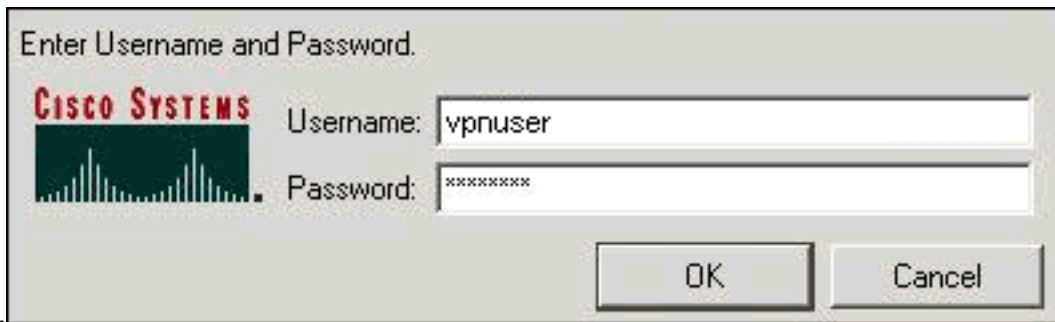 Enter Username and Password.
CISCO SYSTEMS
Username: vpnuser
Password: ********
OK Cancel